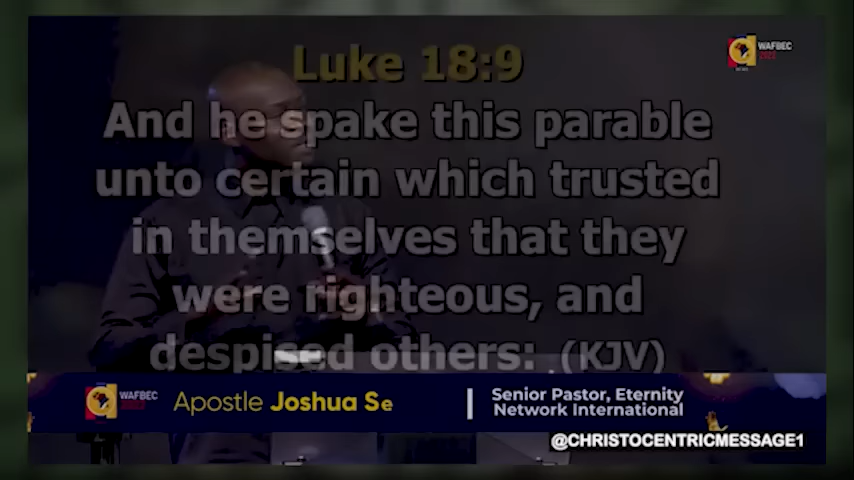 Luke 18:9
And he spake this parable
unto certain which trusted
in themselves that they
were righteous, and
despised others: (KJV)
WAFBEC
WAFBEC
Apostle Joshua Se
Senior Pastor, Eternity
Network International
@CHRISTOCENTRICMESSAGE1